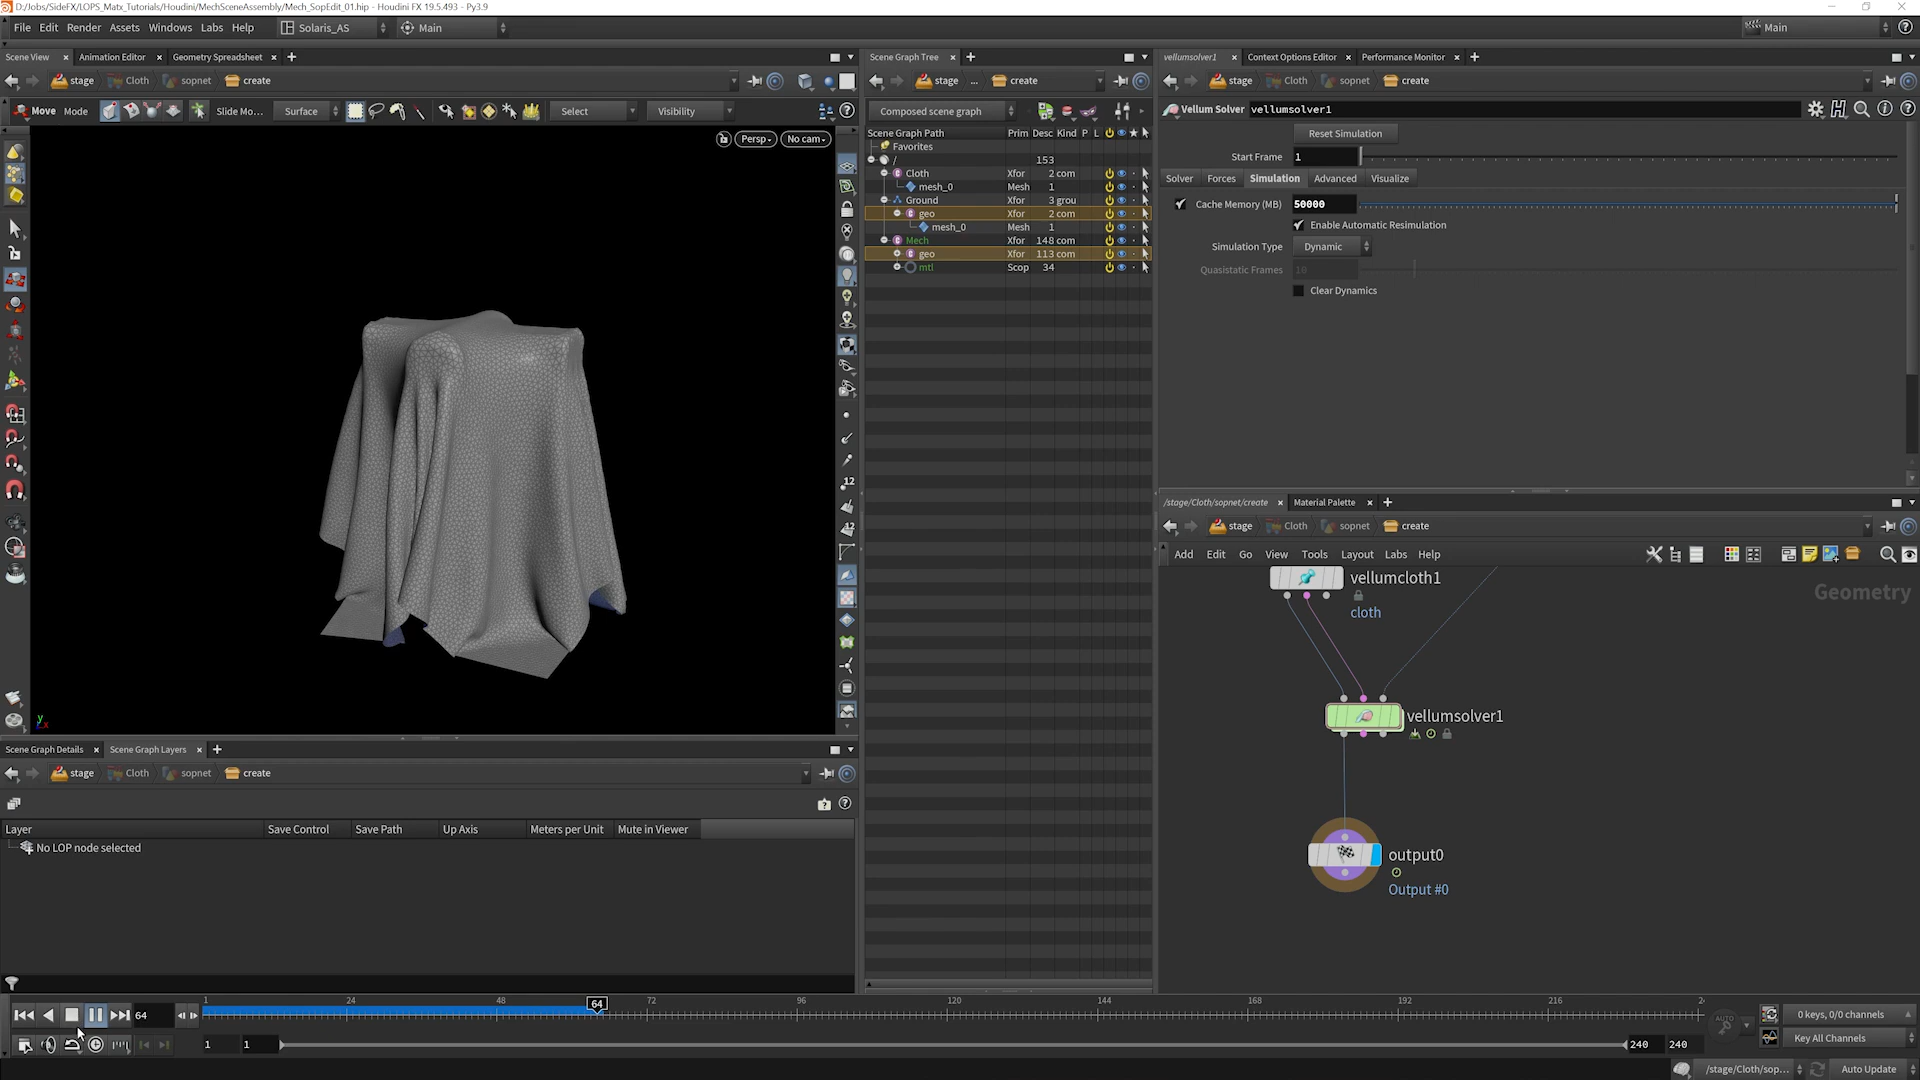 D:/Jobs/SideFX/LOPS_Matx_Tutorials/Houdini/MechSceneAssembly/Mech_SopEdit_01.hip - Houdini FX 19.5.493 - Py3.9
File Edit Render Assets Windows Labs Help Solaris_AS Main Main
Scene View Animation Editor Geometry Spreadsheet
stage Cloth sopnet create
Move Mode Slide Mo... Surface Select Visibility
Persp No cam
y
x
Scene Graph Tree
stage ... create
Composed scene graph
Scene Graph Path Prim Desc Kind P L
Favorites
/ 153
Cloth Xfor 2 com
mesh_0 Mesh 1
Ground Xfor 3 grou
geo Xfor 2 com
mesh_0 Mesh 1
Mech Xfor 148 com
geo Xfor 113 com
mtl Scop 34
vellumsolver1 Context Options Editor Performance Monitor
stage Cloth sopnet create
Vellum Solver vellumsolver1
Reset Simulation
Start Frame 1
Solver Forces Simulation Advanced Visualize
Cache Memory (MB) 50000
Enable Automatic Resimulation
Simulation Type Dynamic
Quasistatic Frames 10
Clear Dynamics
/stage/Cloth/sopnet/create Material Palette
stage Cloth sopnet create
Add Edit Go View Tools Layout Labs Help
Geometry
vellumcloth1
cloth
vellumsolver1
output0
Output #0
Scene Graph Details Scene Graph Layers
stage Cloth sopnet create
Layer Save Control Save Path Up Axis Meters per Unit Mute in Viewer
No LOP node selected
64
1 24 48 64 72 96 120 144 168 192 216 2
AUTO
0 keys, 0/0 channels
1 1 240 240
Key All Channels
/stage/Cloth/sop... Auto Update